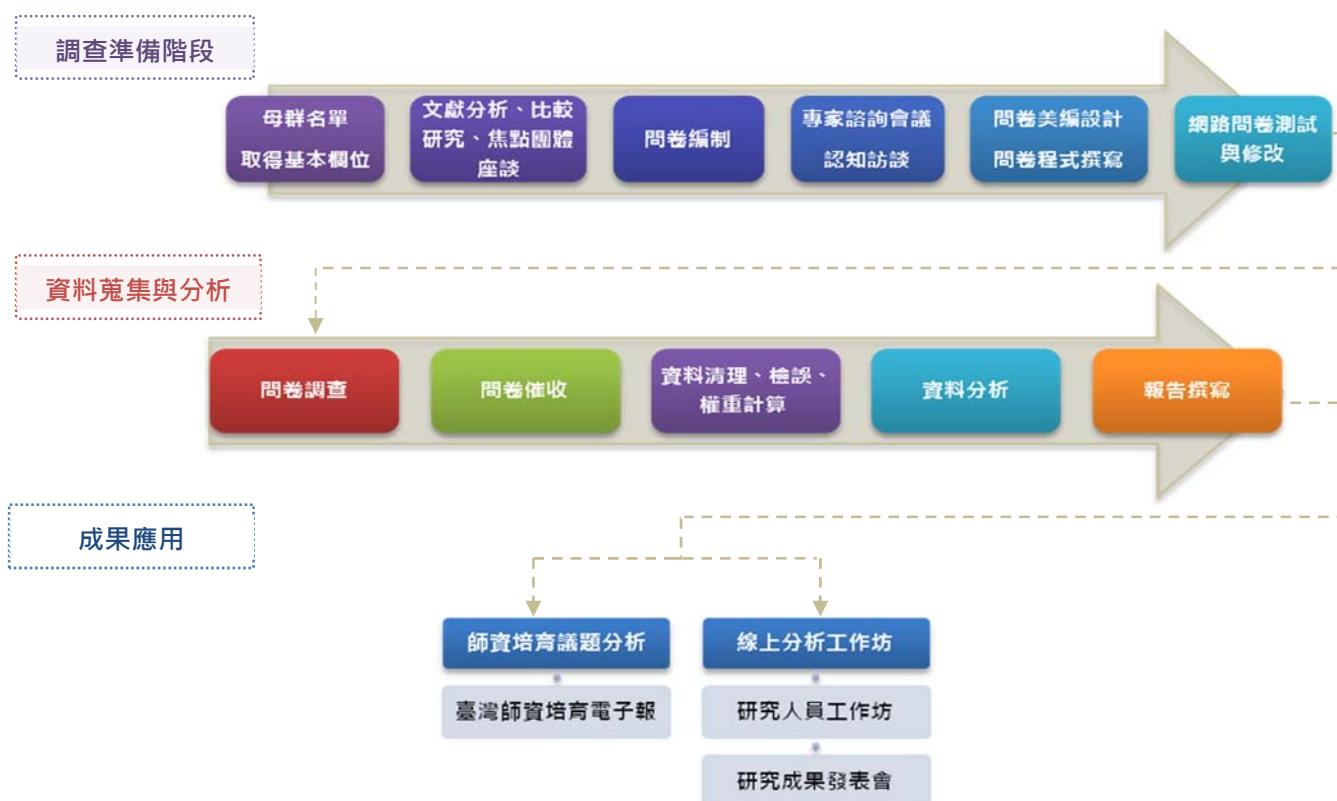 調查準備階段
母群名單
取得基本欄位
文獻分析、比較
研究、焦點團體
座談
問卷編制
專家諮詢會議
認知訪談
問卷美編設計
問卷程式撰寫
網路問卷測試
與修改
資料蒐集與分析
問卷調查
問卷催收
資料清理、檢誤、
權重計算
資料分析
報告撰寫
成果應用
師資培育議題分析
臺灣師資培育電子報
線上分析工作坊
研究人員工作坊
研究成果發表會